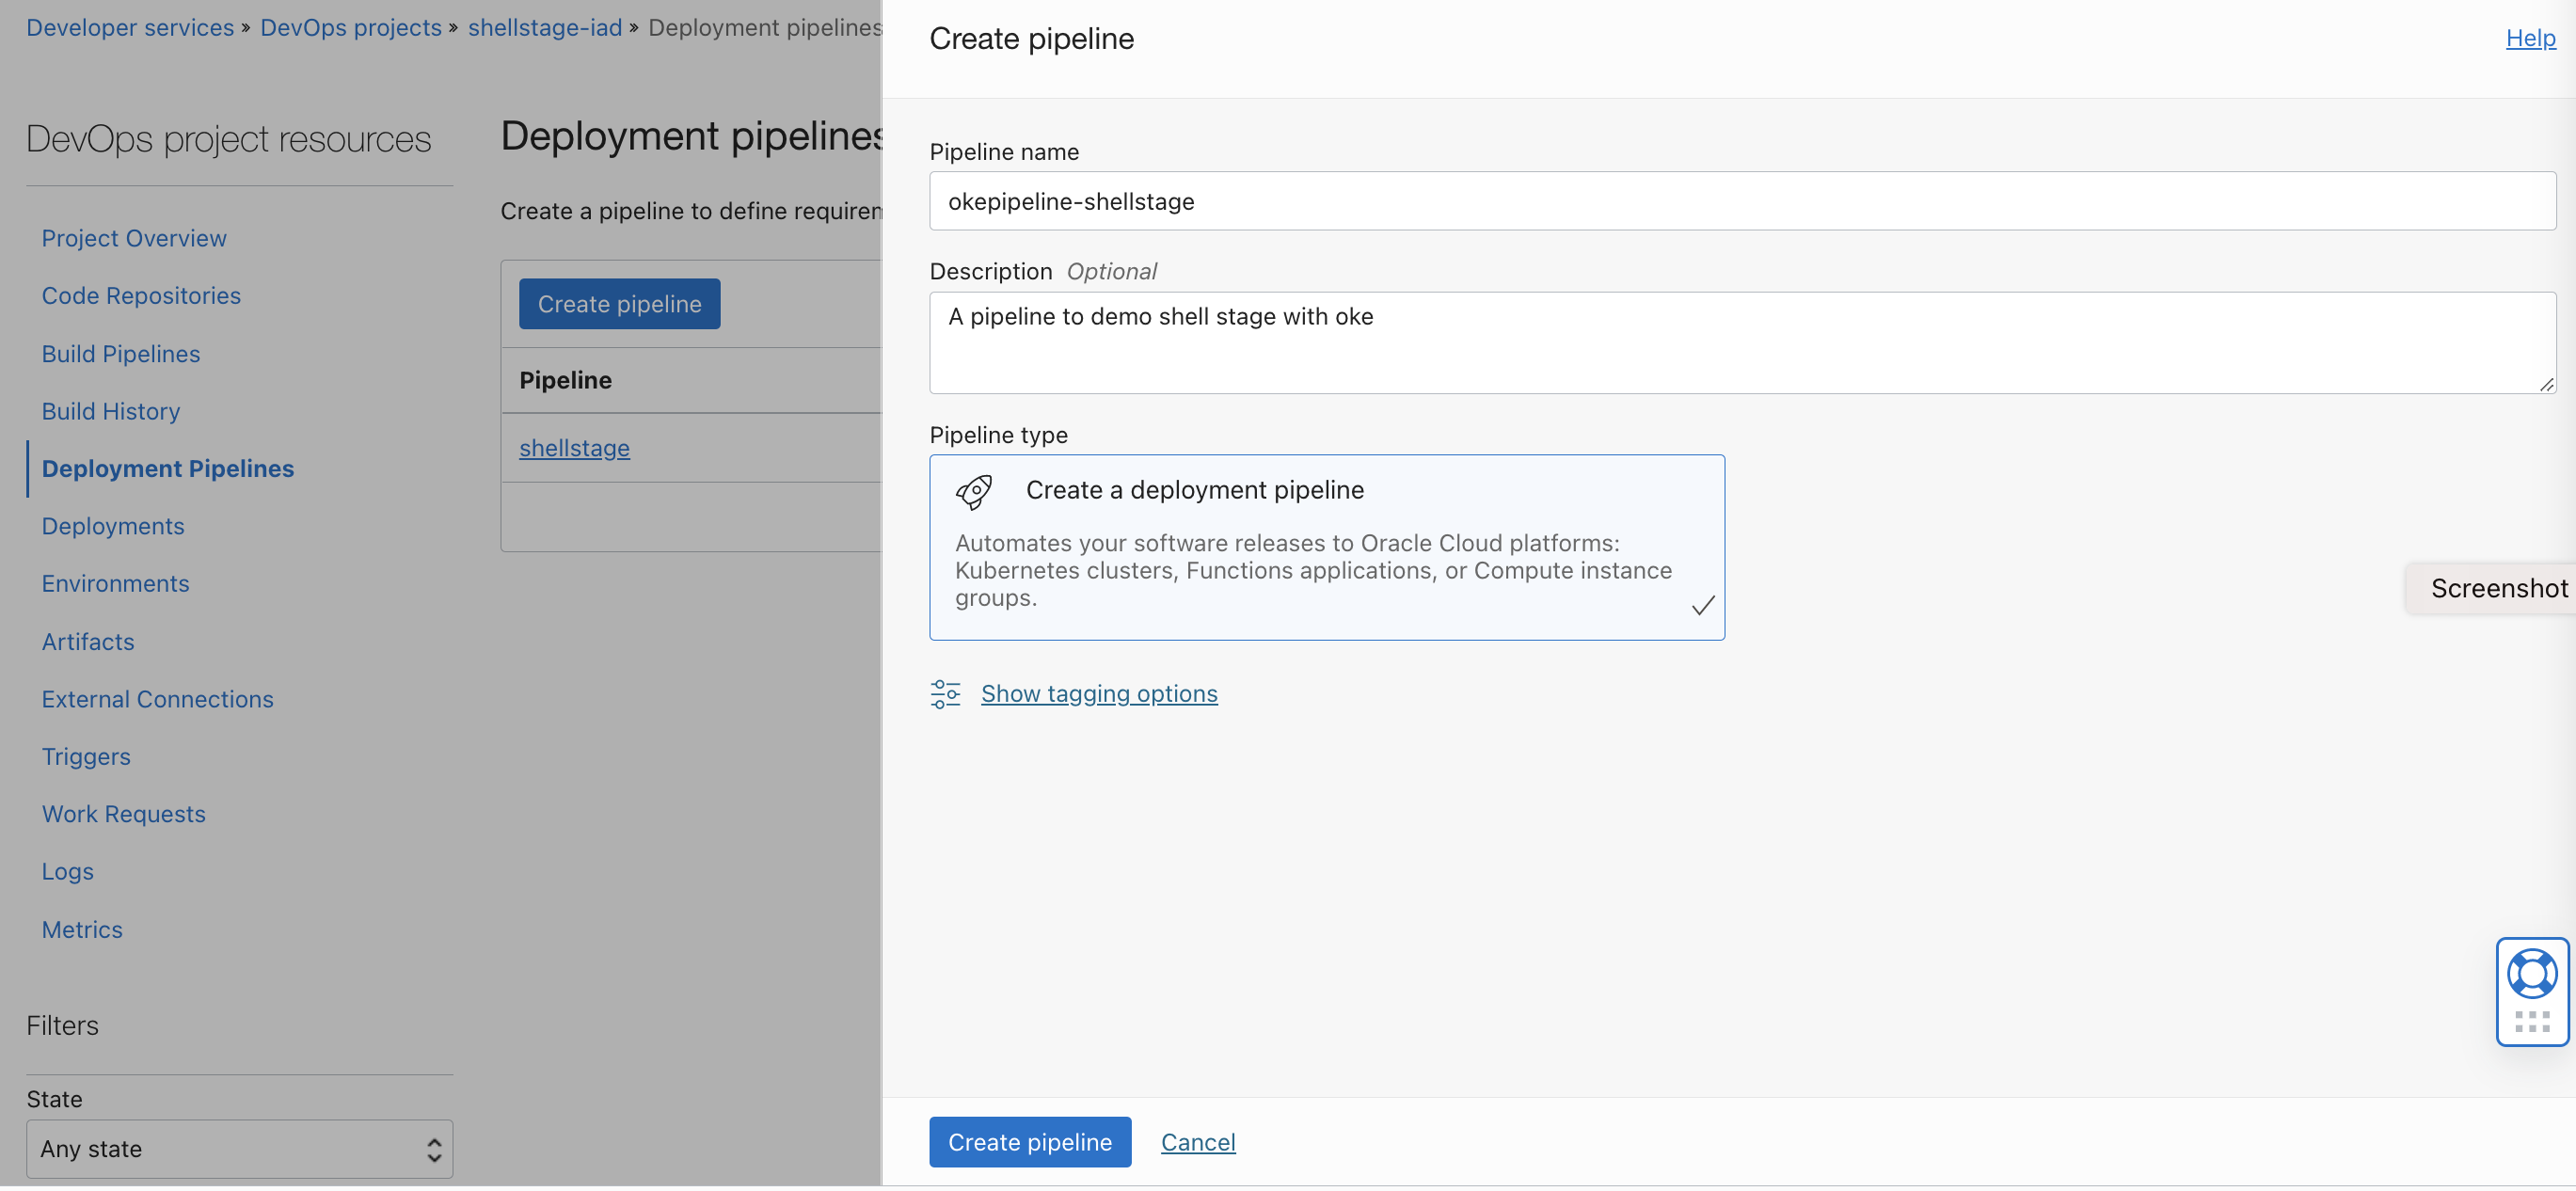 Developer services » DevOps projects » shellstage-iad » Deployment pipelines
DevOps project resources
Project Overview
Code Repositories
Build Pipelines
Build History
Deployment Pipelines
Deployments
Environments
Artifacts
External Connections
Triggers
Work Requests
Logs
Metrics
Filters
State
Any state
Deployment pipelines
Create a pipeline to define
Create pipeline
Pipeline
shellstage
Create pipeline
Help
Pipeline name
okepipeline-shellstage
Description Optional
A pipeline to demo shell stage with oke
Pipeline type
Create a deployment pipeline
Automates your software releases to Oracle Cloud platforms:
Kubernetes clusters, Functions applications, or Compute instance
groups.
Show tagging options
Screenshot
Create pipeline
Cancel